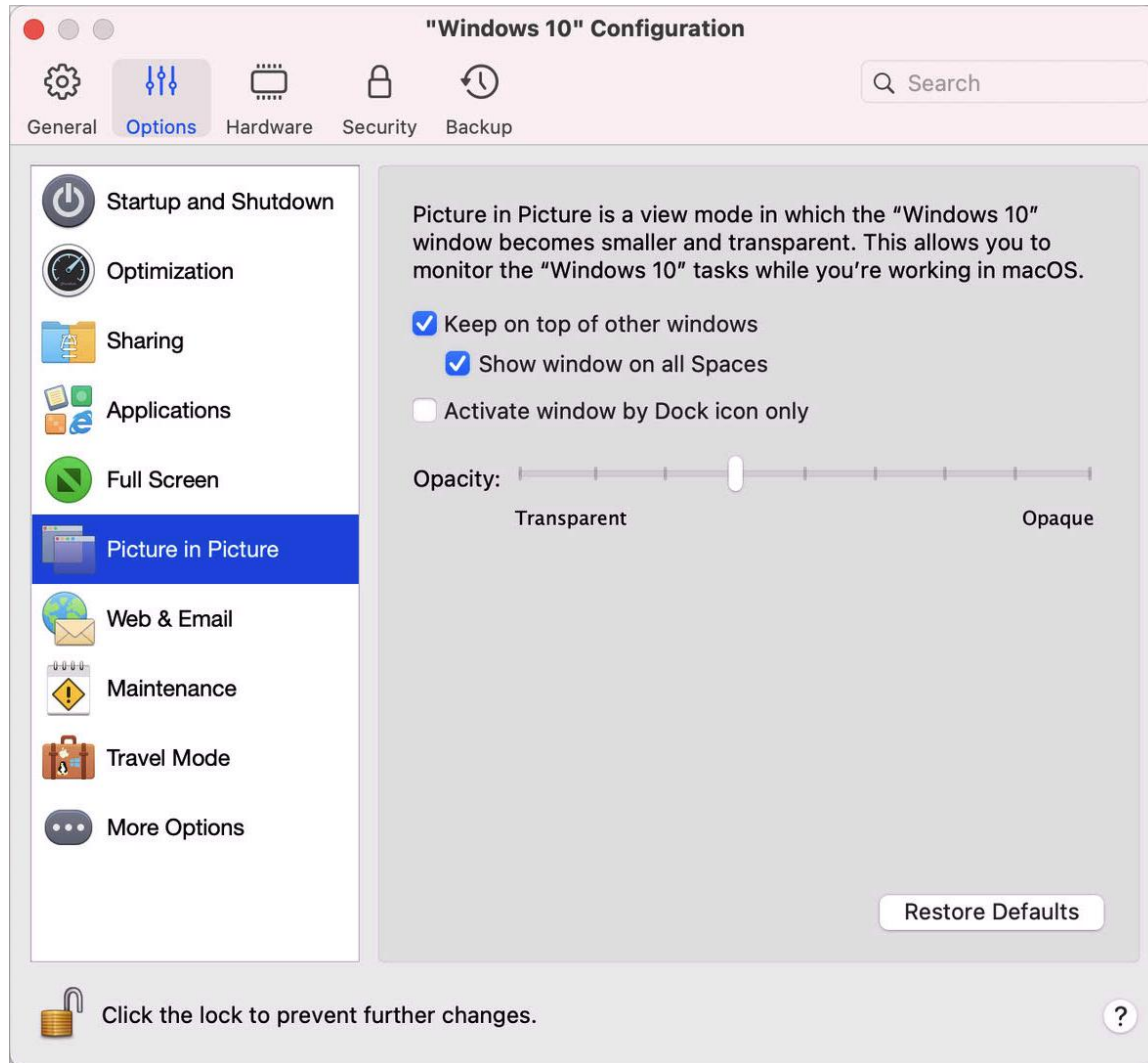 "Windows 10" Configuration
General
Options
Hardware
Security
Backup
Search
Startup and Shutdown
Optimization
Sharing
Applications
Full Screen
Picture in Picture
Web & Email
Maintenance
Travel Mode
More Options
Picture in Picture is a view mode in which the “Windows 10”
window becomes smaller and transparent. This allows you to
monitor the “Windows 10” tasks while you’re working in macOS.
Keep on top of other windows
Show window on all Spaces
Activate window by Dock icon only
Opacity:
Transparent
Opaque
Restore Defaults
Click the lock to prevent further changes.
?